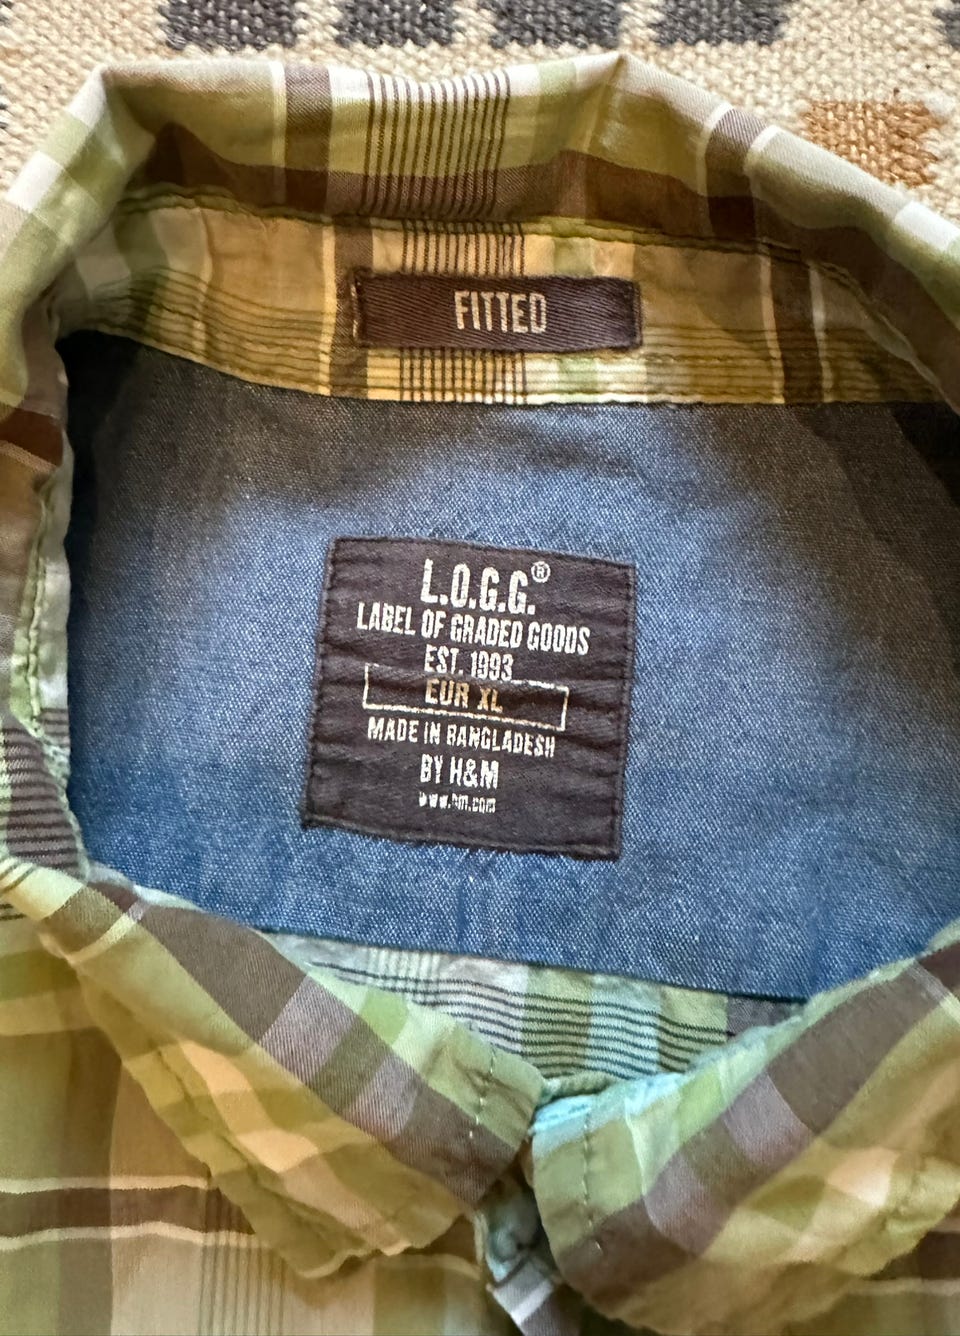 FITTED
L.O.G.G.®
LABEL OF GRADED GOODS
EST. 1993
EUR XL
MADE IN BANGLADESH
BY H&M
www.hm.com